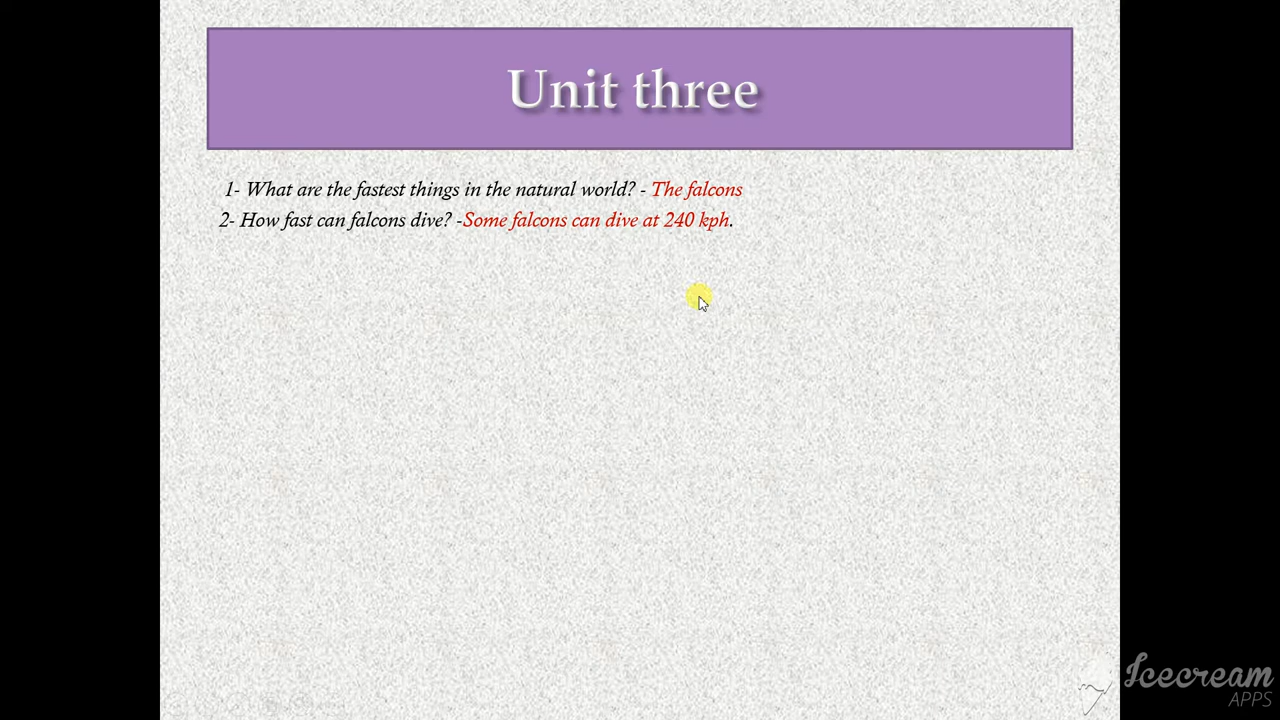 Unit three
1- What are the fastest things in the natural world? - The falcons
2- How fast can falcons dive? -Some falcons can dive at 240 kph.
Icecream
APPS